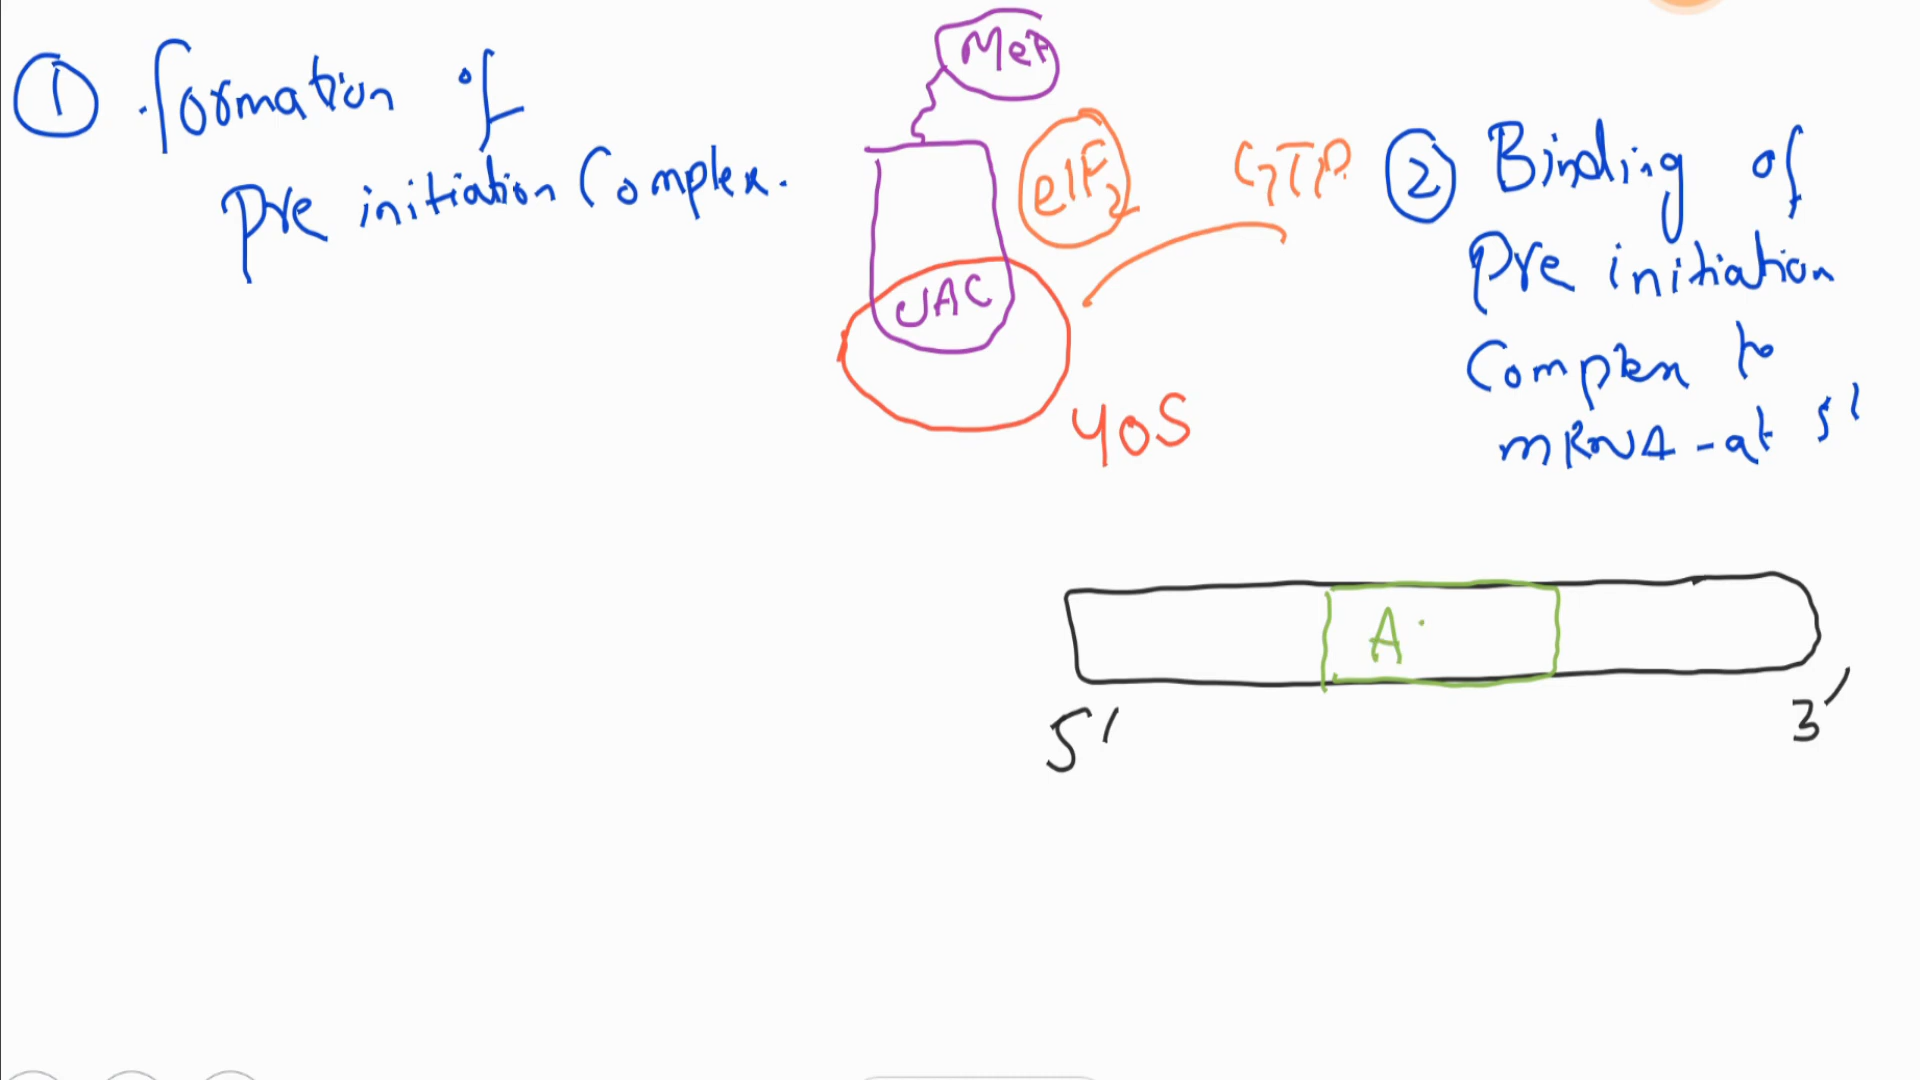 ① formation of
Pre initiation Complex.
Met
eIF2
GTP
UAC
40S
② Binding of
Pre initiation
Complex to
mRNA - at 5'
A
5'
3'